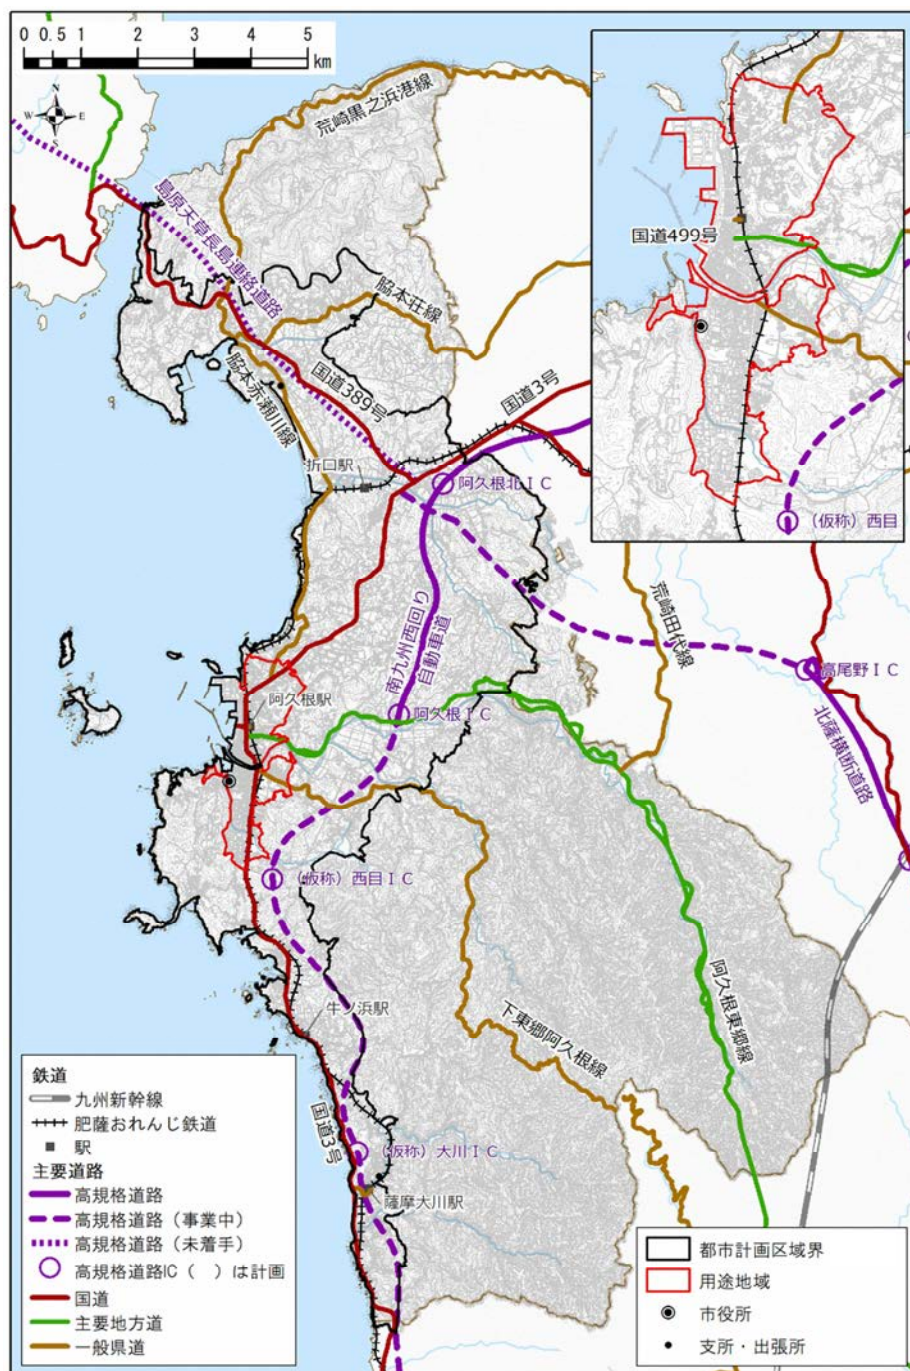 0 0.5 1 2 3 4 5
km
N
W E
S
荒崎黒之浜港線
島原天草長島連絡道路
国道499号
脇本荘線
脇本赤瀬川線
国道389号
国道3号
折口駅
阿久根北IC
(仮称)西目
荒崎田代線
南九州西回り
自動車道
高尾野IC
阿久根駅
阿久根IC
北薩横断道路
(仮称)西目IC
牛ノ浜駅
阿久根東郷線
下東郷阿久根線
国道3号
(仮称)大川IC
薩摩大川駅
鉄道
九州新幹線
肥薩おれんじ鉄道
駅
主要道路
高規格道路
高規格道路(事業中)
高規格道路(未着手)
高規格道路IC( )は計画
国道
主要地方道
一般県道
都市計画区域界
用途地域
市役所
支所・出張所